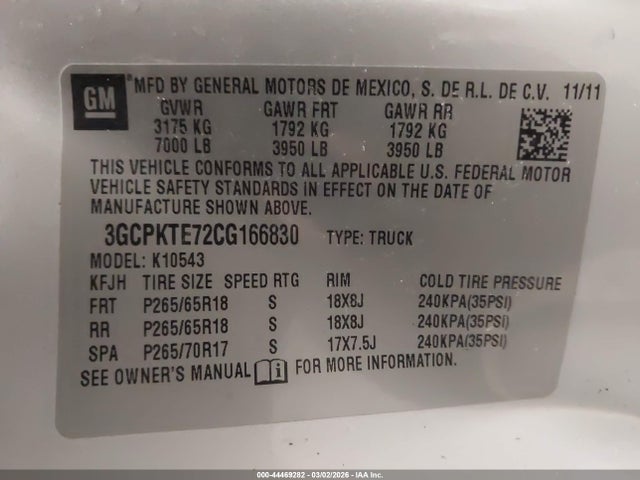 GM
MFD BY GENERAL MOTORS DE MEXICO, S. DE R.L. DE C.V. 11/11
GVWR GAWR FRT GAWR RR
3175 KG 1792 KG 1792 KG
7000 LB 3950 LB 3950 LB
THIS VEHICLE CONFORMS TO ALL APPLICABLE U.S. FEDERAL MOTOR
VEHICLE SAFETY STANDARDS IN EFFECT ON THE DATE OF
MANUFACTURE SHOWN ABOVE.
3GCPKTE72CG166830 TYPE: TRUCK
MODEL: K10543
KFJH TIRE SIZE SPEED RTG RIM COLD TIRE PRESSURE
FRT P265/65R18 S 18X8J 240KPA(35PSI)
RR P265/65R18 S 18X8J 240KPA(35PSI)
SPA P265/70R17 S 17X7.5J 240KPA(35PSI)
SEE OWNER'S MANUAL i FOR MORE INFORMATION.
000-44469282 - 03/02/2026 - IAA Inc.